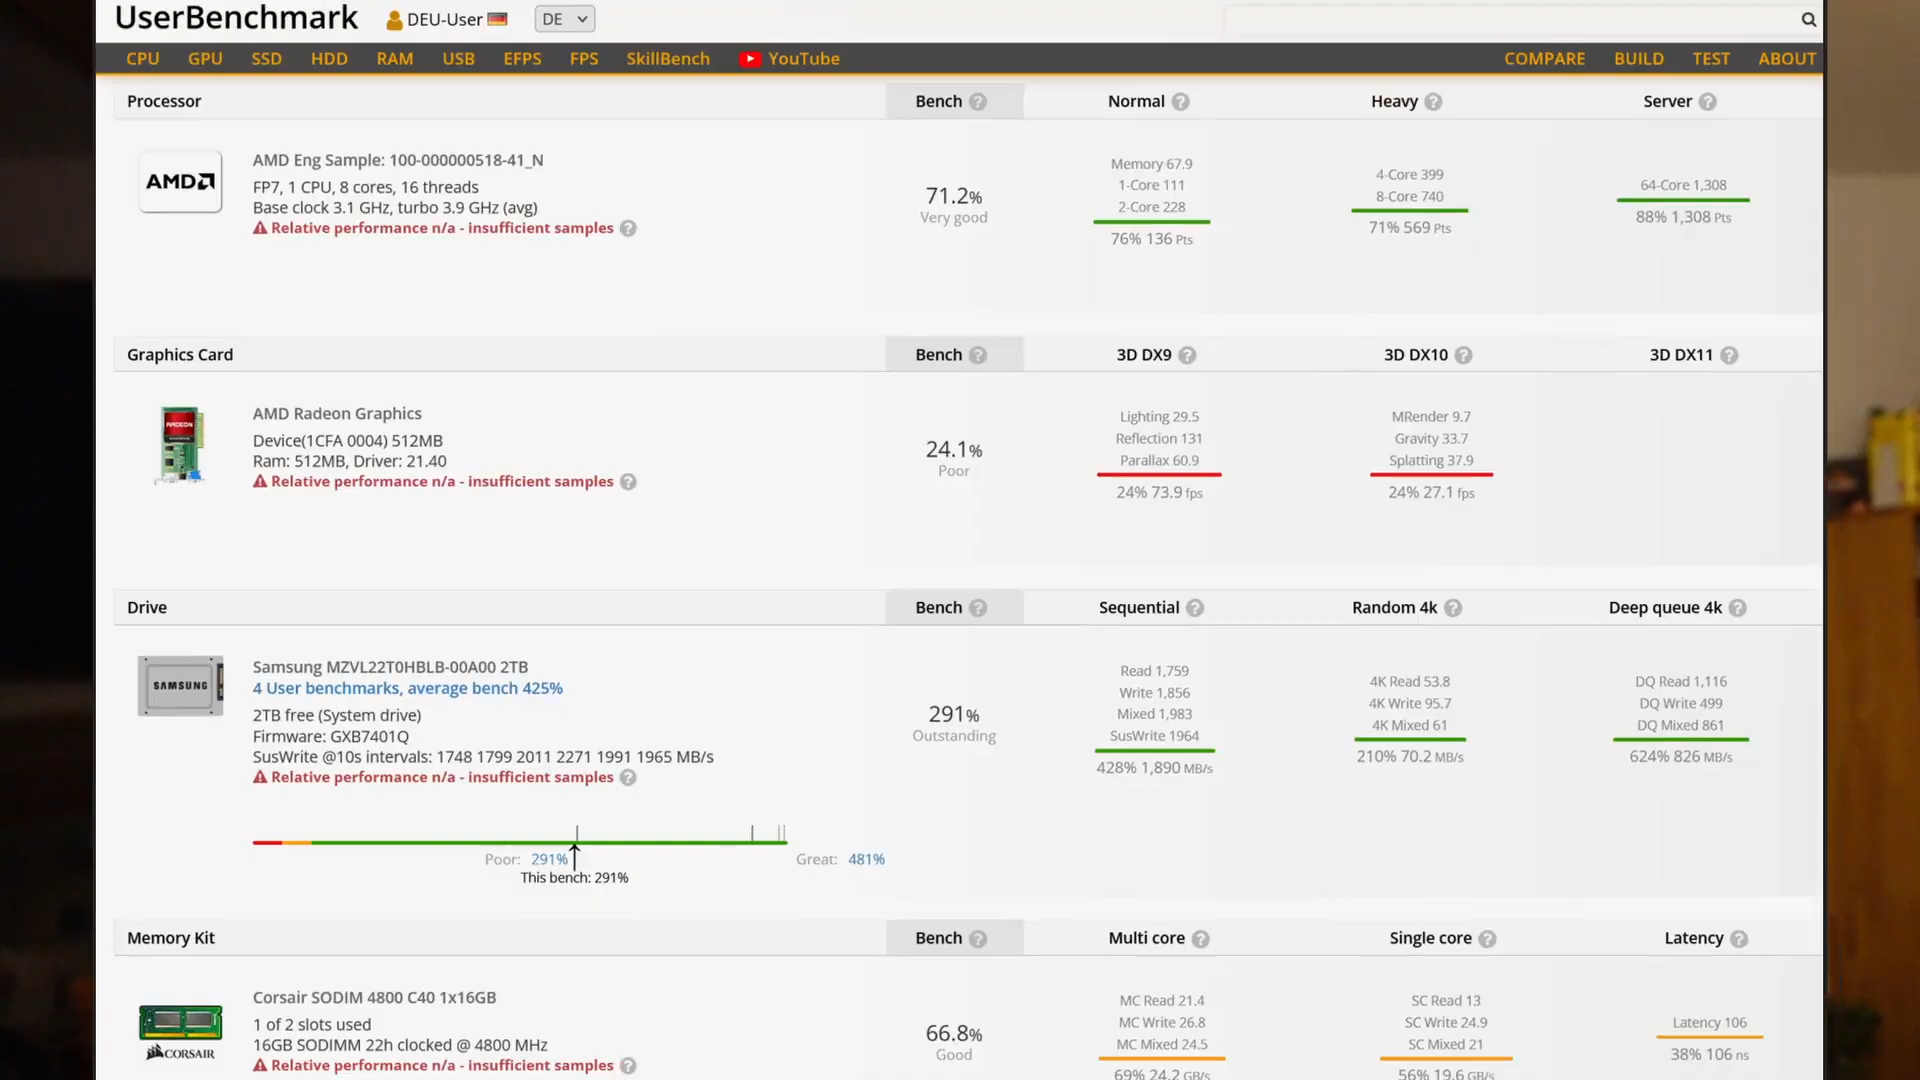 UserBenchmark
DEU-User
DE
CPU GPU SSD HDD RAM USB EFPS FPS SkillBench YouTube COMPARE BUILD TEST ABOUT
Processor Bench Normal Heavy Server
AMD
AMD Eng Sample: 100-000000518-41_N
FP7, 1 CPU, 8 cores, 16 threads
Base clock 3.1 GHz, turbo 3.9 GHz (avg)
Relative performance n/a - insufficient samples
71.2%
Very good
Memory 67.9
1-Core 111
2-Core 228
76% 136 Pts
4-Core 399
8-Core 740
71% 569 Pts
64-Core 1,308
88% 1,308 Pts
Graphics Card Bench 3D DX9 3D DX10 3D DX11
RADEON
AMD Radeon Graphics
Device(1CFA 0004) 512MB
Ram: 512MB, Driver: 21.40
Relative performance n/a - insufficient samples
24.1%
Poor
Lighting 29.5
Reflection 131
Parallax 60.9
24% 73.9 fps
MRender 9.7
Gravity 33.7
Splatting 37.9
24% 27.1 fps
Drive Bench Sequential Random 4k Deep queue 4k
SAMSUNG
Samsung MZVL22T0HBLB-00A00 2TB
4 User benchmarks, average bench 425%
2TB free (System drive)
Firmware: GXB7401Q
SusWrite @10s intervals: 1748 1799 2011 2271 1991 1965 MB/s
Relative performance n/a - insufficient samples
291%
Outstanding
Read 1,759
Write 1,856
Mixed 1,983
SusWrite 1964
428% 1,890 MB/s
4K Read 53.8
4K Write 95.7
4K Mixed 61
210% 70.2 MB/s
DQ Read 1,116
DQ Write 499
DQ Mixed 861
624% 826 MB/s
Poor: 291% Great: 481%
This bench: 291%
Memory Kit Bench Multi core Single core Latency
CORSAIR
Corsair SODIM 4800 C40 1x16GB
1 of 2 slots used
16GB SODIMM 22h clocked @ 4800 MHz
Relative performance n/a - insufficient samples
66.8%
Good
MC Read 21.4
MC Write 26.8
MC Mixed 24.5
69% 24.2 GB/s
SC Read 13
SC Write 24.9
SC Mixed 21
56% 19.6 GB/s
Latency 106
38% 106 ns